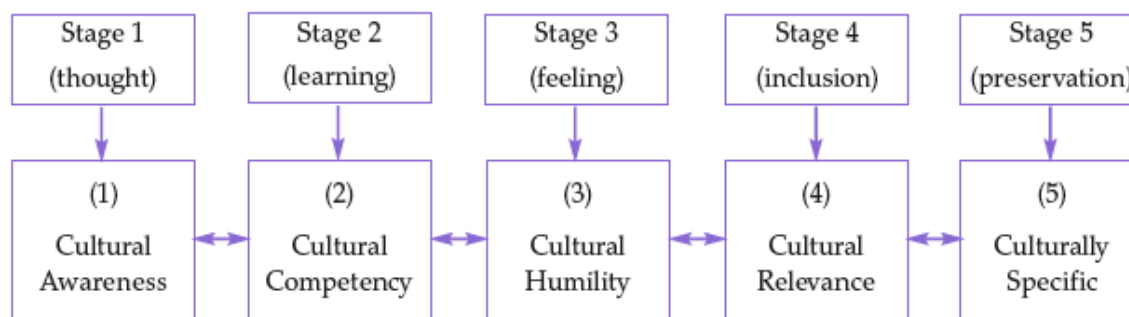 Stage 1
(thought)
Stage 2
(learning)
Stage 3
(feeling)
Stage 4
(inclusion)
Stage 5
(preservation)
(1)
Cultural
Awareness
(2)
Cultural
Competency
(3)
Cultural
Humility
(4)
Cultural
Relevance
(5)
Culturally
Specific